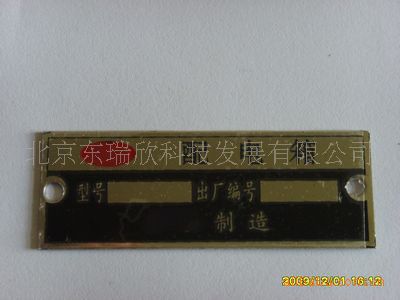 北京东瑞欣科技发展有限公司
型号 出厂编号
制造
2009/12/01 16:12